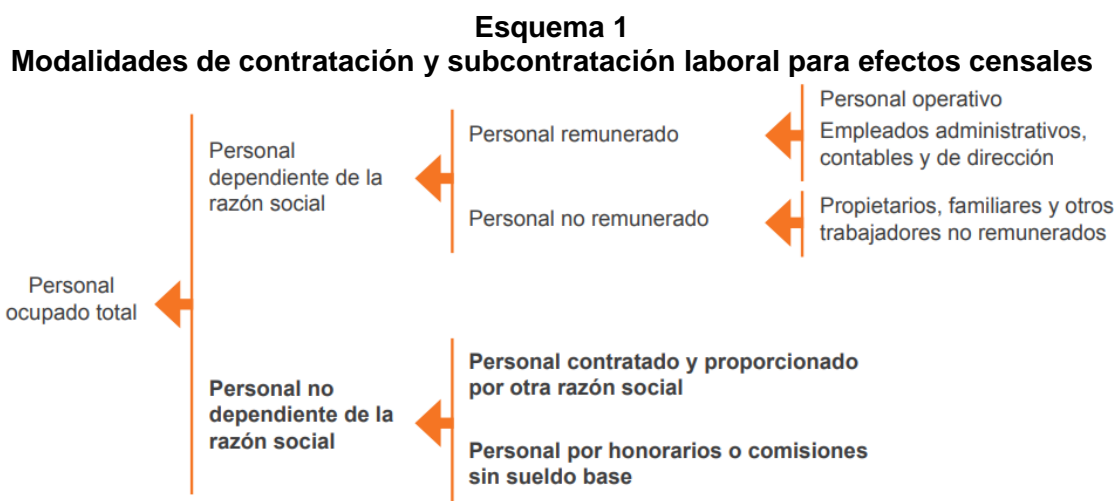 Esquema 1
Modalidades de contratación y subcontratación laboral para efectos censales
Personal
ocupado total
Personal
dependiente de la
razón social
Personal remunerado
Personal operativo
Empleados administrativos,
contables y de dirección
Personal no remunerado
Propietarios, familiares y otros
trabajadores no remunerados
Personal no
dependiente de la
razón social
Personal contratado y proporcionado
por otra razón social
Personal por honorarios o comisiones
sin sueldo base